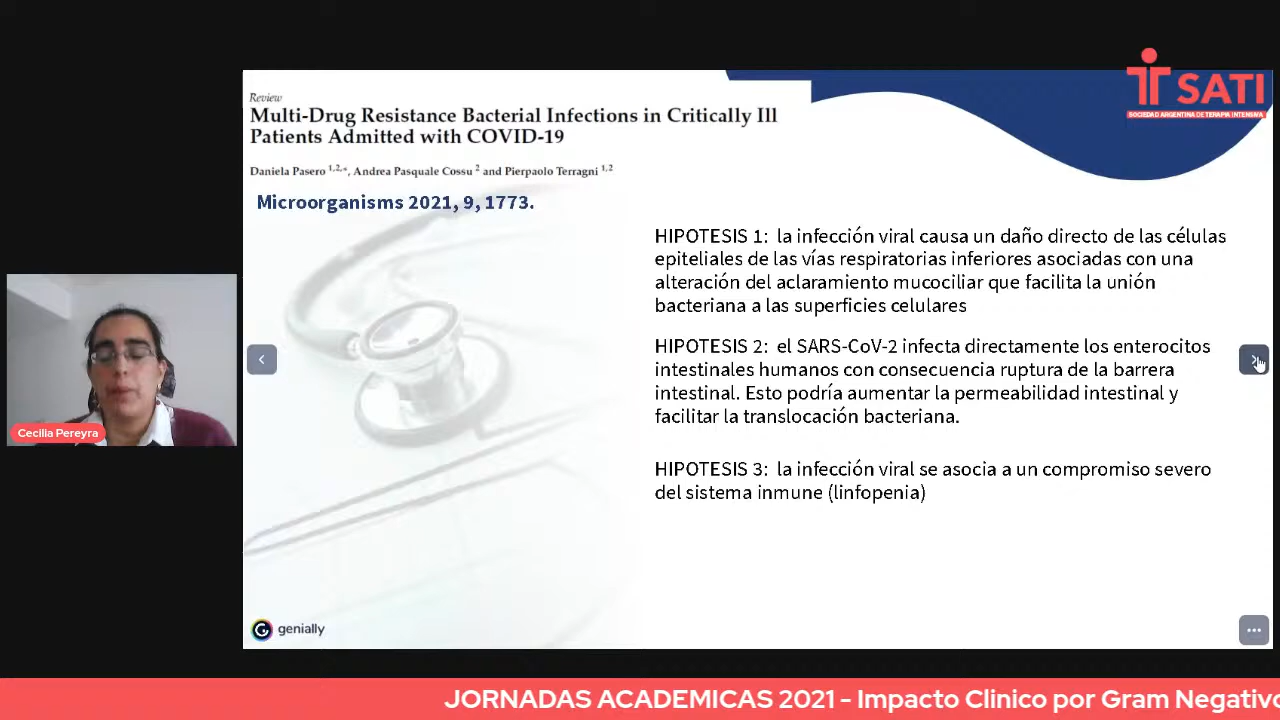 Review
Multi-Drug Resistance Bacterial Infections in Critically Ill
Patients Admitted with COVID-19
Daniela Pasero 1,2,*, Andrea Pasquale Cossu 2 and Pierpaolo Terragni 1,2
Microorganisms 2021, 9, 1773.
SATI
SOCIEDAD ARGENTINA DE TERAPIA INTENSIVA
HIPOTESIS 1: la infección viral causa un daño directo de las células
epiteliales de las vías respiratorias inferiores asociadas con una
alteración del aclaramiento mucociliar que facilita la unión
bacteriana a las superficies celulares
HIPOTESIS 2: el SARS-CoV-2 infecta directamente los enterocitos
intestinales humanos con consecuencia ruptura de la barrera
intestinal. Esto podría aumentar la permeabilidad intestinal y
facilitar la translocación bacteriana.
HIPOTESIS 3: la infección viral se asocia a un compromiso severo
del sistema inmune (linfopenia)
Cecilia Pereyra
genially
JORNADAS ACADEMICAS 2021 - Impacto Clinico por Gram Negativo